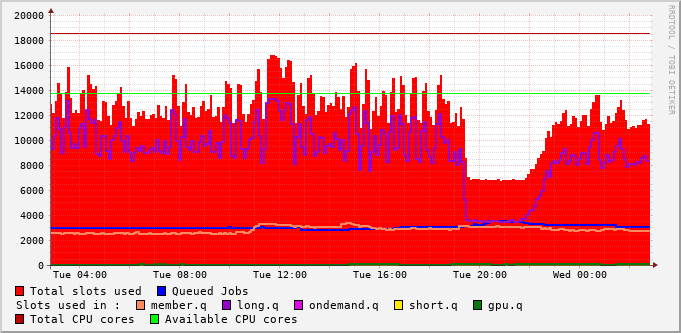 20000
18000
16000
14000
12000
10000
8000
6000
4000
2000
0
Tue 04:00 Tue 08:00 Tue 12:00 Tue 16:00 Tue 20:00 Wed 00:00
Total slots used Queued Jobs
Slots used in : member.q long.q ondemand.q short.q gpu.q
Total CPU cores Available CPU cores
RRDTOOL / TOBI OETIKER